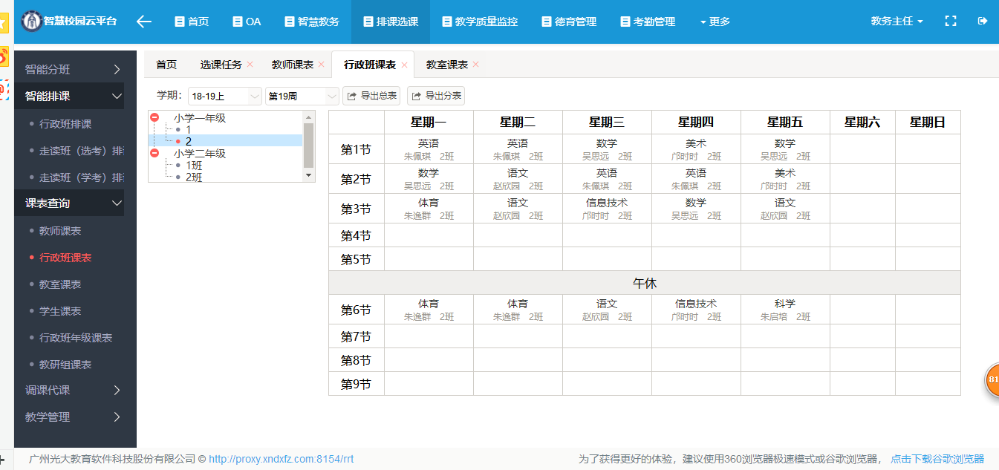 智慧校园云平台 首页 OA 智慧教务 排课选课 教学质量监控 德育管理 考勤管理 更多 教务主任
智能分班
智能排课
行政班排课
走读班（选考）排
走读班（学考）排
课表查询
教师课表
行政班课表
教室课表
学生课表
行政班年级课表
教研组课表
调课代课
教学管理
首页 选课任务 教师课表 行政班课表 教室课表
学期： 18-19上 第19周 导出总表 导出分表
小学一年级
1
2
小学二年级
1班
2班
星期一 星期二 星期三 星期四 星期五 星期六 星期日
第1节 英语 英语 数学 美术 数学
朱佩琪 2班 朱佩琪 2班 吴思远 2班 邝时时 2班 吴思远 2班
第2节 数学 语文 英语 英语 美术
吴思远 2班 赵欣园 2班 朱佩琪 2班 朱佩琪 2班 邝时时 2班
第3节 体育 语文 信息技术 数学 语文
朱逸群 2班 赵欣园 2班 邝时时 2班 吴思远 2班 赵欣园 2班
第4节
第5节
午休
第6节 体育 体育 语文 信息技术 科学
朱逸群 2班 朱逸群 2班 赵欣园 2班 邝时时 2班 朱启培 2班
第7节
第8节
第9节
81
广州光大教育软件科技股份有限公司 © http://proxy.xndxfz.com:8154/rrt 为了获得更好的体验，建议使用360浏览器极速模式或谷歌浏览器， 点击下载谷歌浏览器